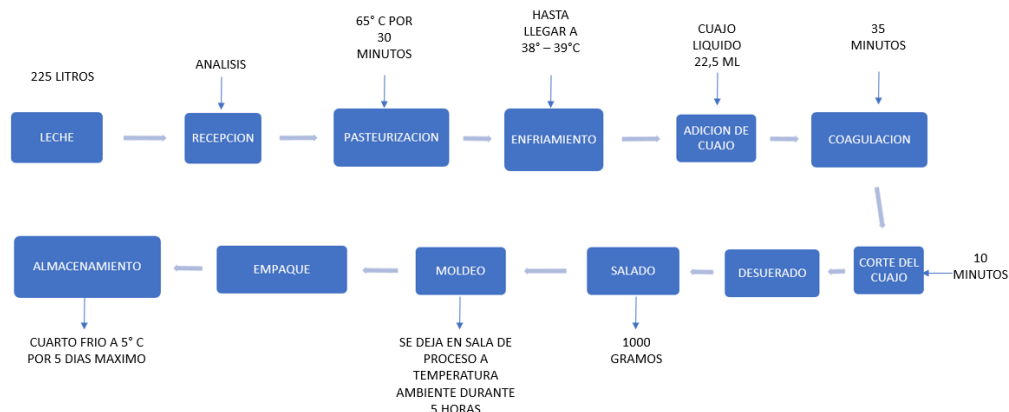 225 LITROS
LECHE
ANALISIS
RECEPCION
65° C POR
30
MINUTOS
PASTEURIZACION
HASTA
LLEGAR A
38° – 39°C
ENFRIAMIENTO
CUAJO
LIQUIDO
22,5 ML
ADICION DE
CUAJO
35
MINUTOS
COAGULACION
CORTE DEL
CUAJO
10
MINUTOS
DESUERADO
SALADO
1000
GRAMOS
MOLDEO
SE DEJA EN SALA DE
PROCESO A
TEMPERATURA
AMBIENTE DURANTE
5 HORAS
EMPAQUE
ALMACENAMIENTO
CUARTO FRIO A 5° C
POR 5 DIAS MAXIMO